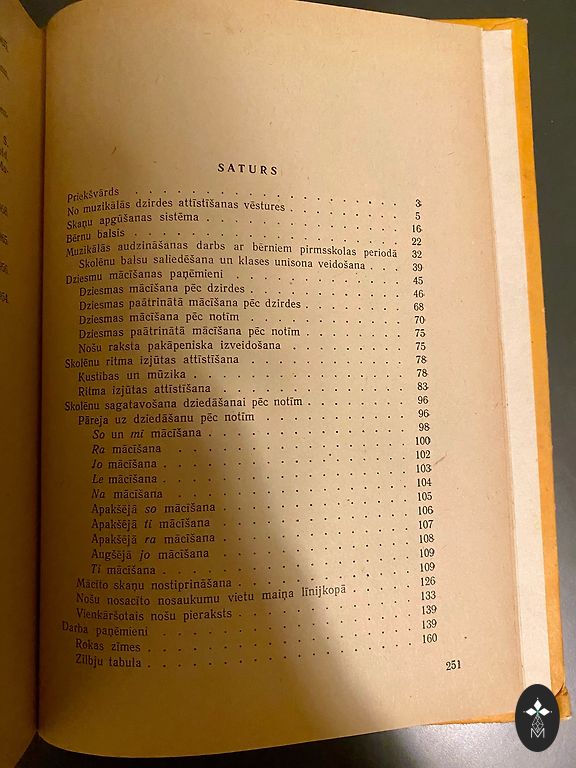 SATURS
Priekšvārds . . . 3
No muzikālās dzirdes attīstīšanas vēstures . . . 5
Skaņu apgūšanas sistēma . . . 16
Bērnu balsis . . . 22
Muzikālās audzināšanas darbs ar bērniem pirmsskolas periodā 32
Skolēnu balsu saliedēšana un klases unisona veidošana . . . 39
Dziesmu mācīšanas paņēmieni . . . 45
Dziesmas mācīšana pēc dzirdes . . . 46
Dziesmas paātrinātā mācīšana pēc dzirdes . . . 68
Dziesmas mācīšana pēc notīm . . . 70
Dziesmas paātrinātā mācīšana pēc notīm . . . 75
Nošu raksta pakāpeniska izveidošana . . . 75
Skolēnu ritma izjūtas attīstīšana . . . 78
Kustības un mūzika . . . 78
Ritma izjūtas attīstīšana . . . 83
Skolēnu sagatavošana dziedāšanai pēc notīm . . . 96
Pāreja uz dziedāšanu pēc notīm . . . 96
So un mi mācīšana . . . 98
Ra mācīšana . . . 100
Jo mācīšana . . . 102
Le mācīšana . . . 103
Na mācīšana . . . 104
Apakšējā so mācīšana . . . 105
Apakšējā ti mācīšana . . . 106
Apakšējā ra mācīšana . . . 107
Augšējā jo mācīšana . . . 108
Ti mācīšana . . . 109
Mācīto skaņu nostiprināšana . . . 109
Nošu nosacīto nosaukumu vietu maiņa līnijkopā . . . 126
Vienkāršotais nošu pieraksts . . . 133
Darba paņēmieni . . . 139
Rokas zīmes . . . 139
Zilbju tabula . . . 160
251